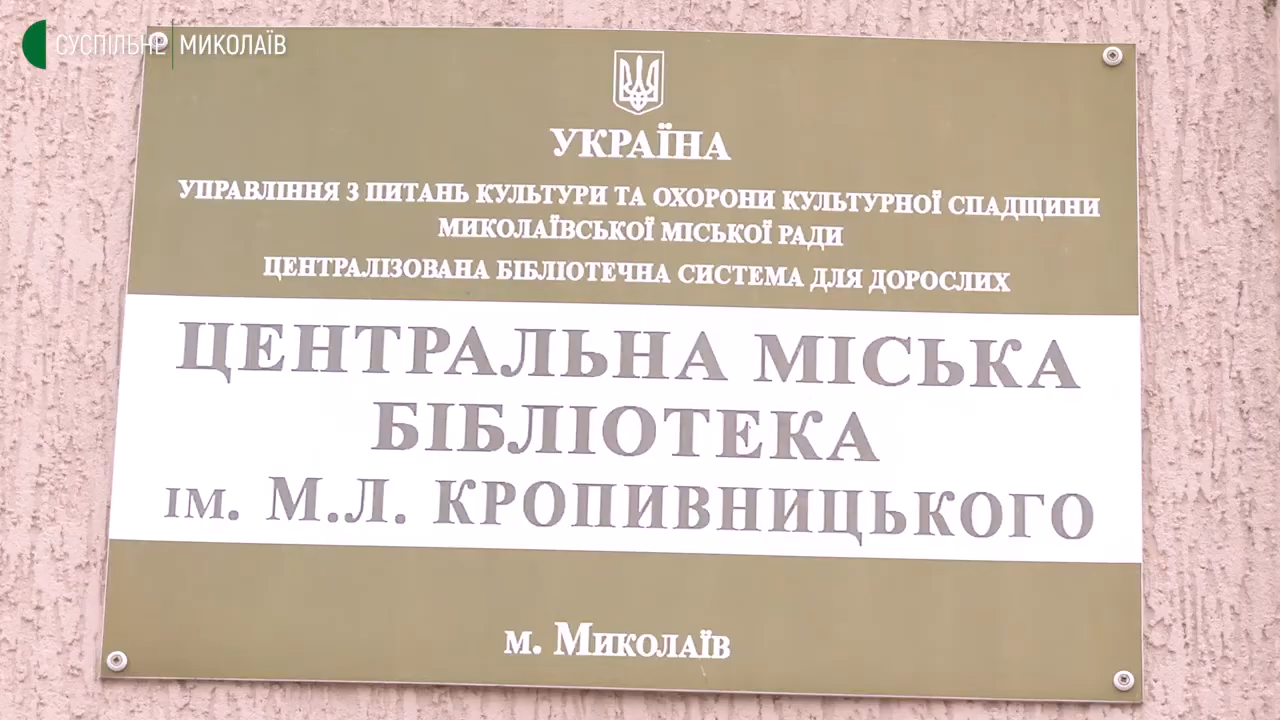 СУСПІЛЬНЕ МИКОЛАЇВ
УКРАЇНА
УПРАВЛІННЯ З ПИТАНЬ КУЛЬТУРИ ТА ОХОРОНИ КУЛЬТУРНОЇ СПАДЩИНИ
МИКОЛАЇВСЬКОЇ МІСЬКОЇ РАДИ
ЦЕНТРАЛІЗОВАНА БІБЛІОТЕЧНА СИСТЕМА ДЛЯ ДОРОСЛИХ
ЦЕНТРАЛЬНА МІСЬКА
БІБЛІОТЕКА
ІМ. М.Л. КРОПИВНИЦЬКОГО
м. Миколаїв